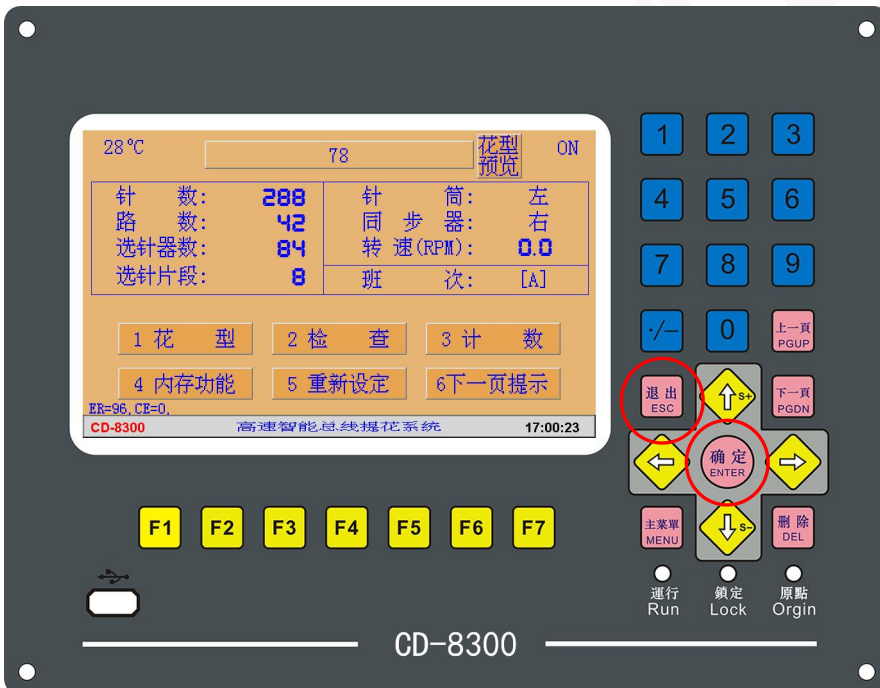 28℃ 78 花型预览 ON
针 数: 288 针 筒: 左
路 数: 42 同 步 器: 右
选针器数: 84 转 速(RPM): 0.0
选针片段: 8 班 次: [A]
1 花 型 2 检 查 3 计 数
4 内存功能 5 重新设定 6下一页提示
ER=96, CE=0,
CD-8300 高速智能总线提花系统 17:00:23
1 2 3
4 5 6
7 8 9
·/— 0 上一頁 PGUP
退出 ESC S+ 下一頁 PGDN
确定 ENTER
主菜單 MENU S- 删除 DEL
F1 F2 F3 F4 F5 F6 F7
運行 鎖定 原點
Run Lock Orgin
CD-8300